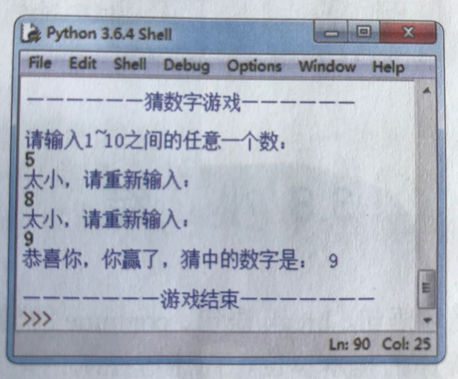 Python 3.6.4 Shell
File Edit Shell Debug Options Window Help
------猜数字游戏------
请输入1~10之间的任意一个数：
5
太小，请重新输入：
8
太小，请重新输入：
9
恭喜你，你赢了，猜中的数字是： 9
-------游戏结束-------
>>>
Ln: 90 Col: 25